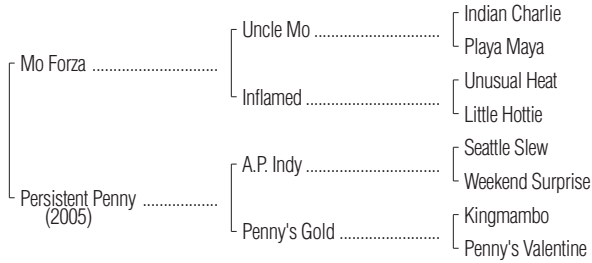 Indian Charlie
Uncle Mo ................................
Playa Maya
Mo Forza ................................
Unusual Heat
Inflamed ..................................
Little Hottie
Seattle Slew
A.P. Indy ..................................
Weekend Surprise
Persistent Penny ...................
(2005)
Kingmambo
Penny's Gold .........................
Penny's Valentine